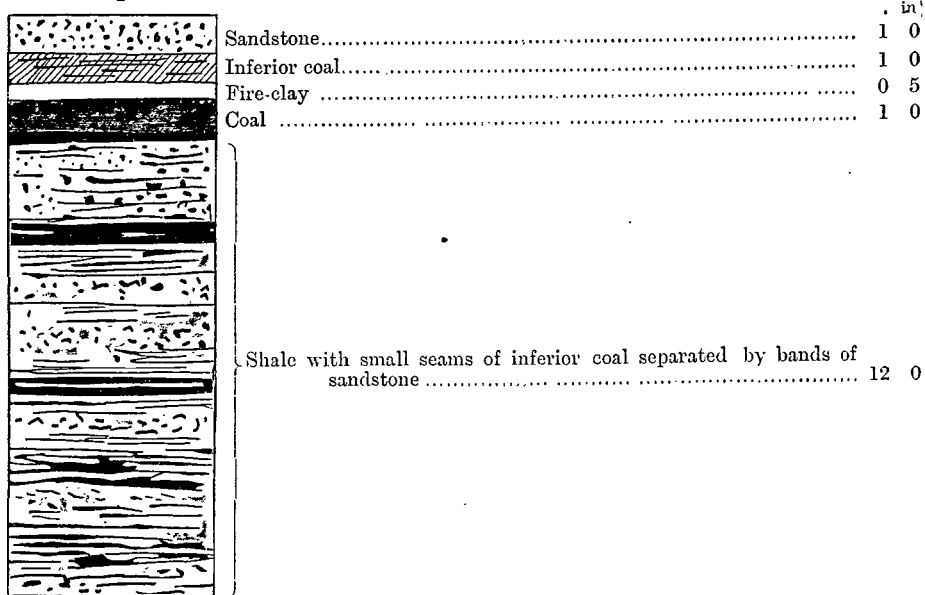 in
Sandstone........ 1 0
Inferior coal........ 1 0
Fire-clay ........ 0 5
Coal ........ 1 0
Shale with small seams of inferior coal separated by bands of
sandstone ........ 12 0